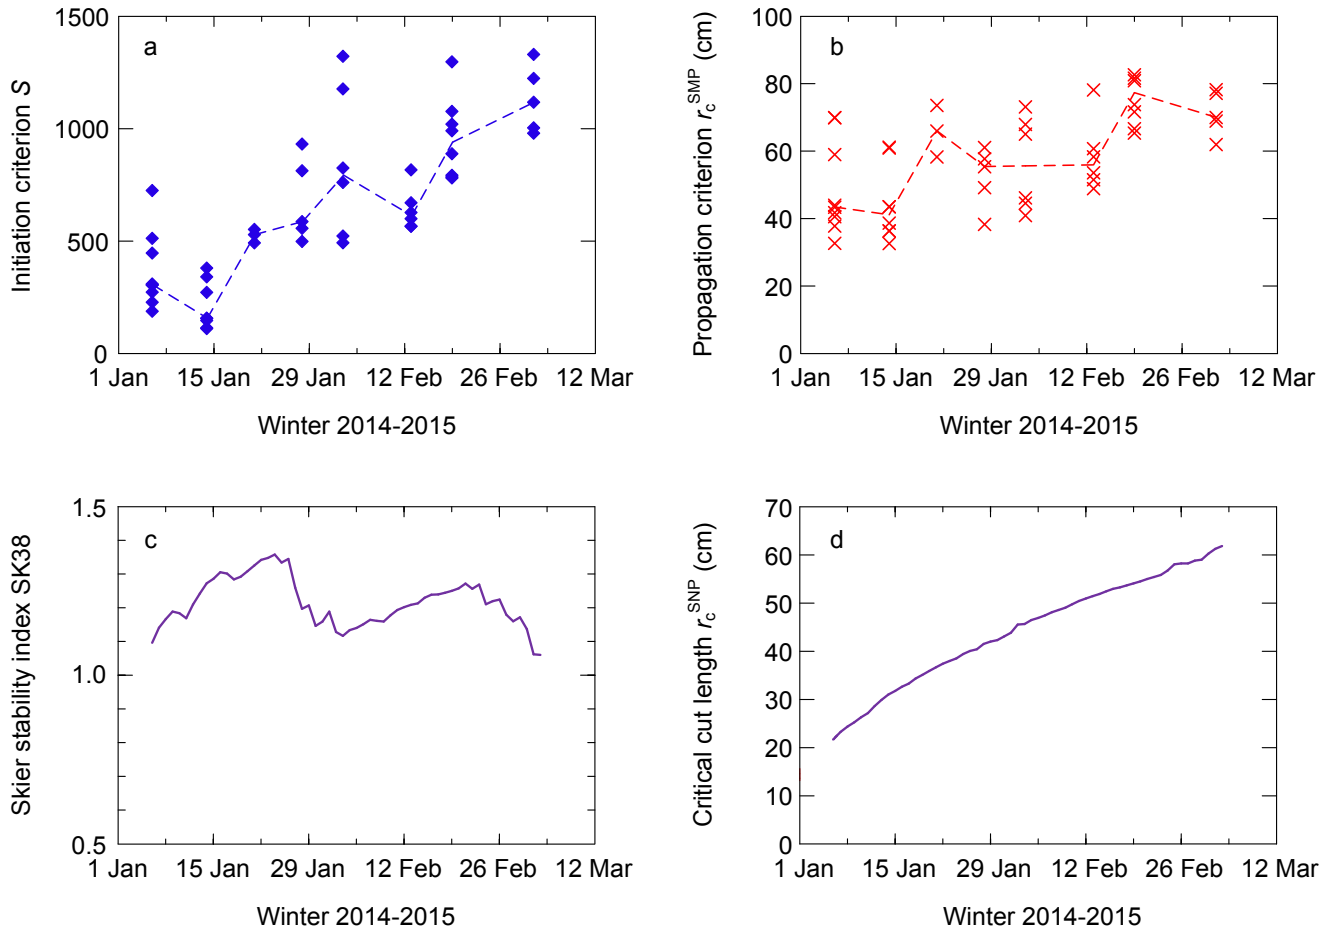 a
Initiation criterion S
1500
1000
500
0
1 Jan 15 Jan 29 Jan 12 Feb 26 Feb 12 Mar
Winter 2014-2015
b
Propagation criterion r_c^SMP (cm)
100
80
60
40
20
0
1 Jan 15 Jan 29 Jan 12 Feb 26 Feb 12 Mar
Winter 2014-2015
c
Skier stability index SK38
1.5
1.0
0.5
1 Jan 15 Jan 29 Jan 12 Feb 26 Feb 12 Mar
Winter 2014-2015
d
Critical cut length r_c^SNP (cm)
70
60
50
40
30
20
10
0
1 Jan 15 Jan 29 Jan 12 Feb 26 Feb 12 Mar
Winter 2014-2015